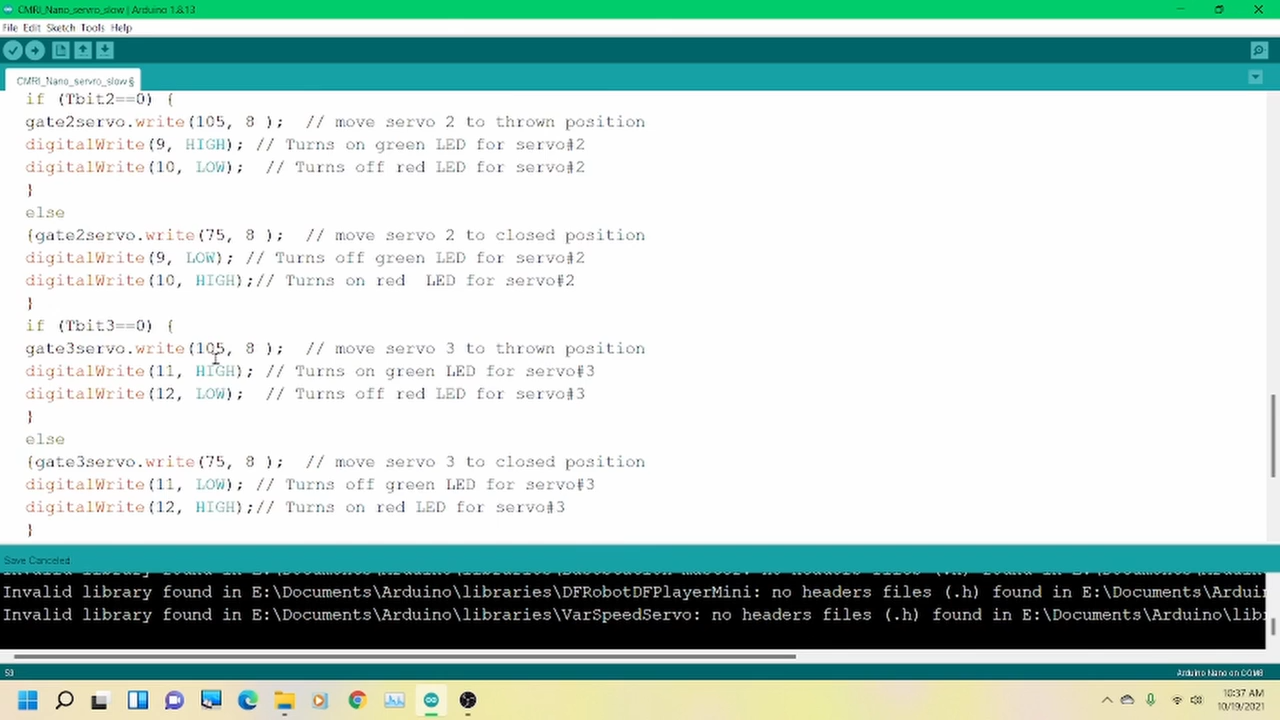 CMRI_Nano_servro_slow | Arduino 1.8.13
File Edit Sketch Tools Help
CMRI_Nano_servro_slow §
if (Tbit2==0) {
gate2servo.write(105, 8 );  // move servo 2 to thrown position
digitalWrite(9, HIGH); // Turns on green LED for servo#2
digitalWrite(10, LOW);  // Turns off red LED for servo#2
}
else
{gate2servo.write(75, 8 );  // move servo 2 to closed position
digitalWrite(9, LOW); // Turns off green LED for servo#2
digitalWrite(10, HIGH);// Turns on red  LED for servo#2
}
if (Tbit3==0) {
gate3servo.write(105, 8 );  // move servo 3 to thrown position
digitalWrite(11, HIGH); // Turns on green LED for servo#3
digitalWrite(12, LOW);  // Turns off red LED for servo#3
}
else
{gate3servo.write(75, 8 );  // move servo 3 to closed position
digitalWrite(11, LOW); // Turns off green LED for servo#3
digitalWrite(12, HIGH);// Turns on red LED for servo#3
}
Save Canceled
Invalid library found in E:\Documents\Arduino\libraries\DFRobotDFPlayerMini: no headers files (.h) found in E:\Documents\Ardui
Invalid library found in E:\Documents\Arduino\libraries\VarSpeedServo: no headers files (.h) found in E:\Documents\Arduino\lib
Arduino Nano on COM8
10:37 AM
10/19/2021